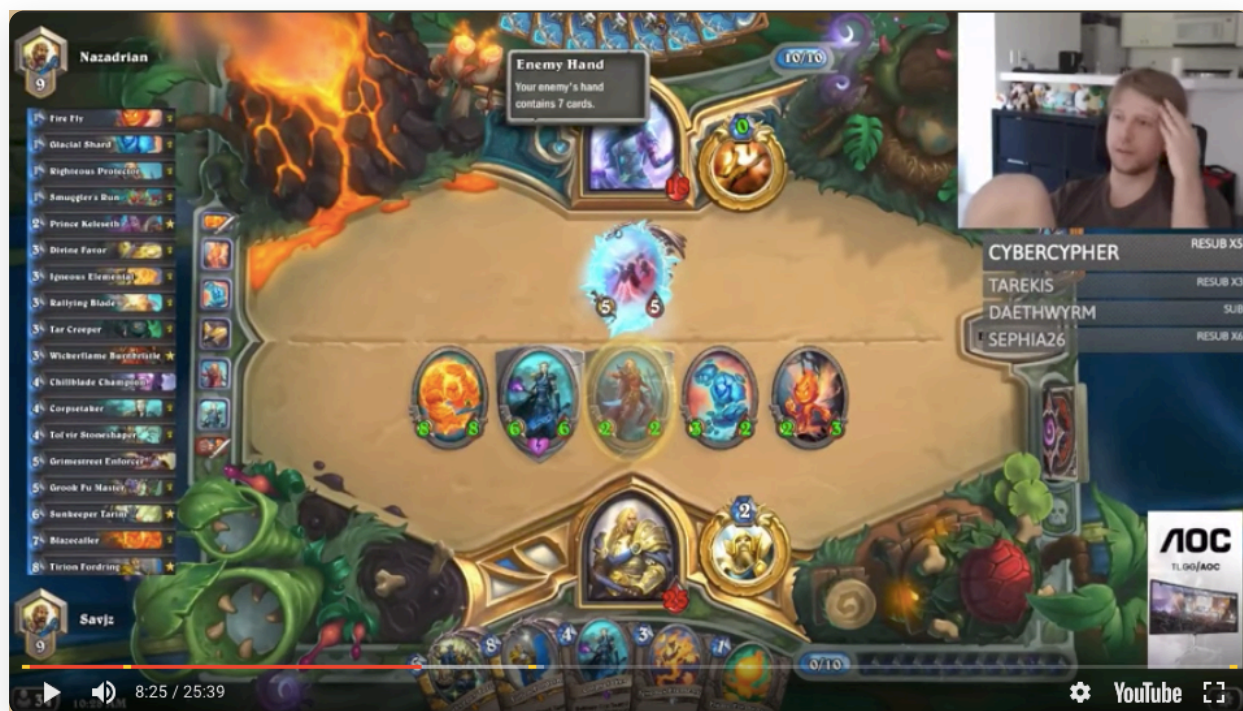 Nazadrian
9
Enemy Hand
Your enemy's hand
contains 7 cards.
10/10
0
CYBERCYPHER RESUB X5
TAREKIS RESUB X3
DAETHWYRM SUB
SEPHIA26 RESUB X6
1 Fire Fly
1 Glacial Shard
1 Righteous Protector
1 Smuggler's Run
2 Prince Keleseth
3 Divine Favor
3 Igneous Elemental
3 Rallying Blade
3 Tar Creeper
3 Wickerflame Burnbristle
4 Chillblade Champion
4 Corpsetaker
4 Tol'vir Stoneshaper
5 Grimestreet Enforcer
5 Grook Fu Master
6 Sunkeeper Tarim
7 Blazecaller
8 Tirion Fordring
5 5
8 8 6 6 2 2 3 2 2 3
2
AOC
TLGG/AOC
Savjz
9
8 4 3 1
0/10
8:25 / 25:39
YouTube